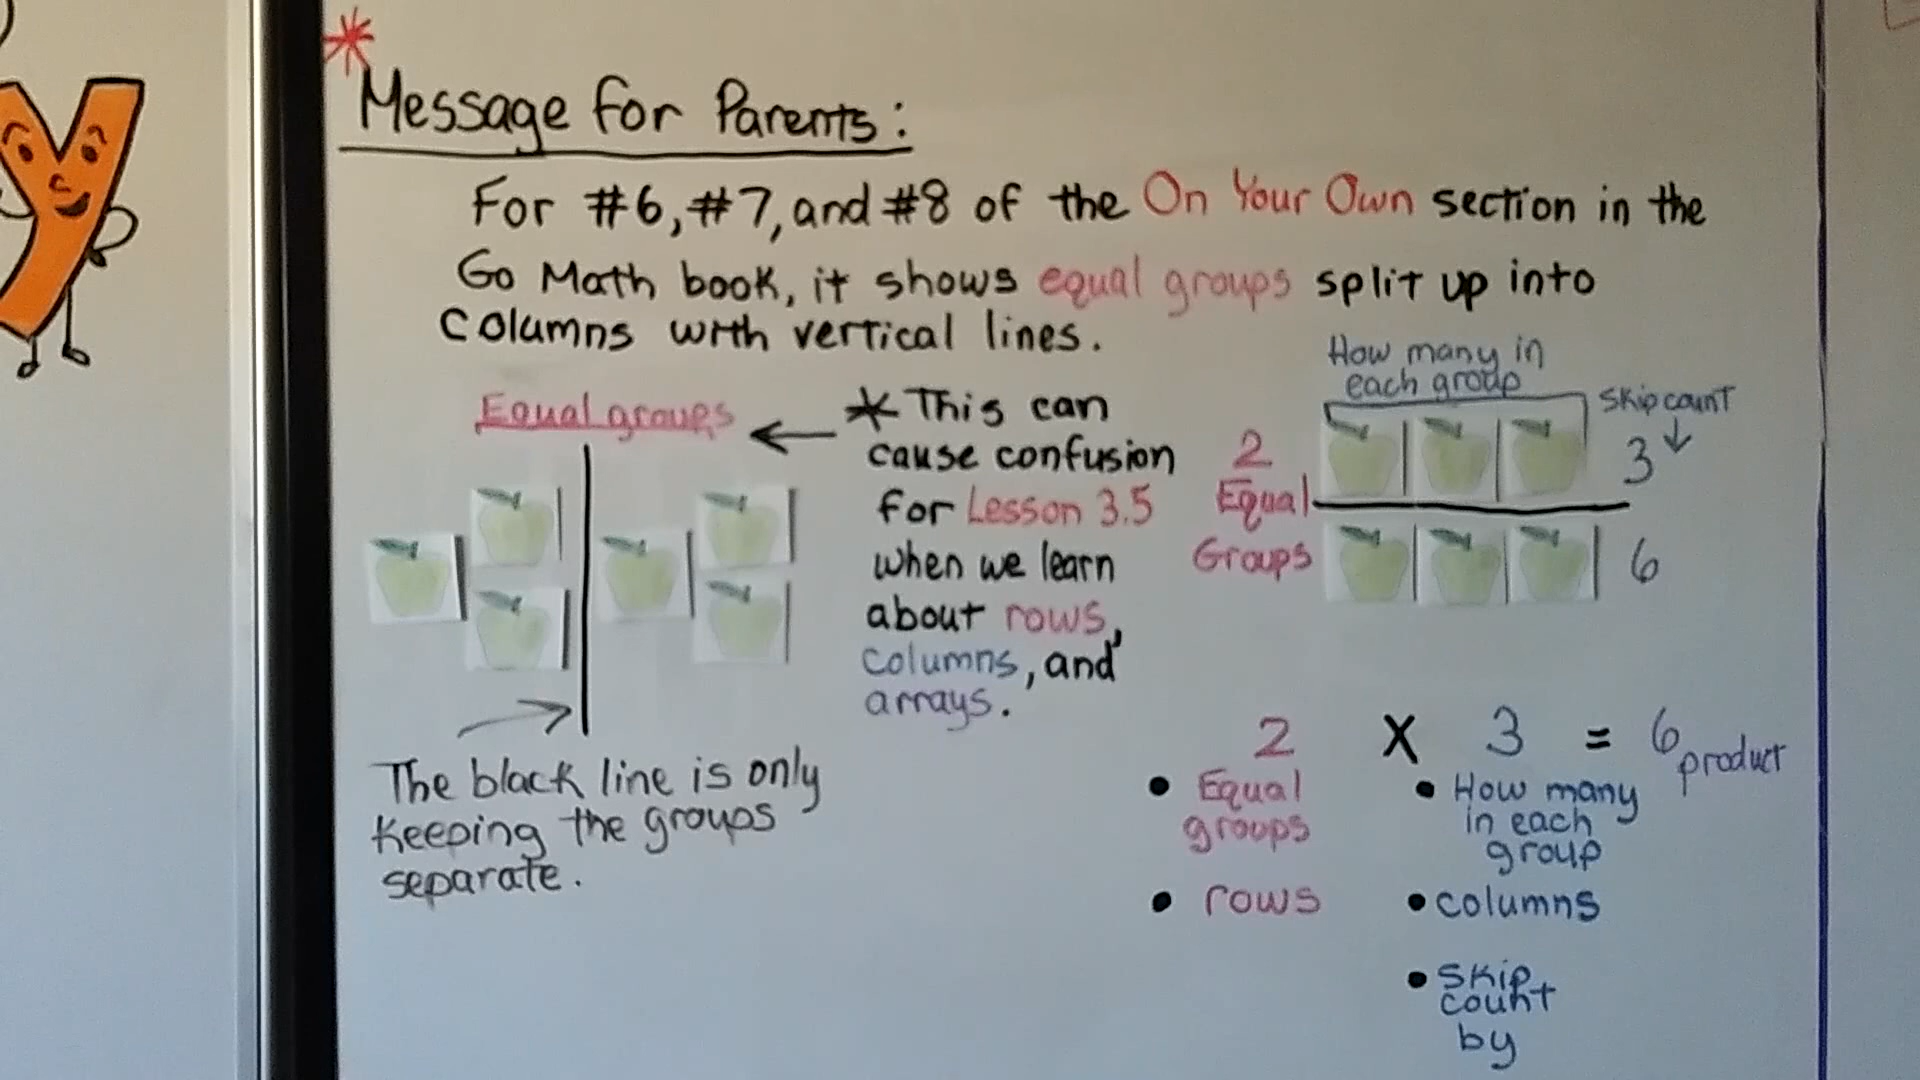 Message for Parents:
For #6, #7, and #8 of the On Your Own section in the
Go Math book, it shows equal groups split up into
columns with vertical lines.
Equal groups
The black line is only
keeping the groups
separate.
* This can
cause confusion
for Lesson 3.5
when we learn
about rows,
columns, and
arrays.
How many in
each group
skip count
2
Equal
Groups
3
6
2 X 3 = 6 product
• Equal
groups
• rows
• How many
in each
group
• columns
• skip
count
by